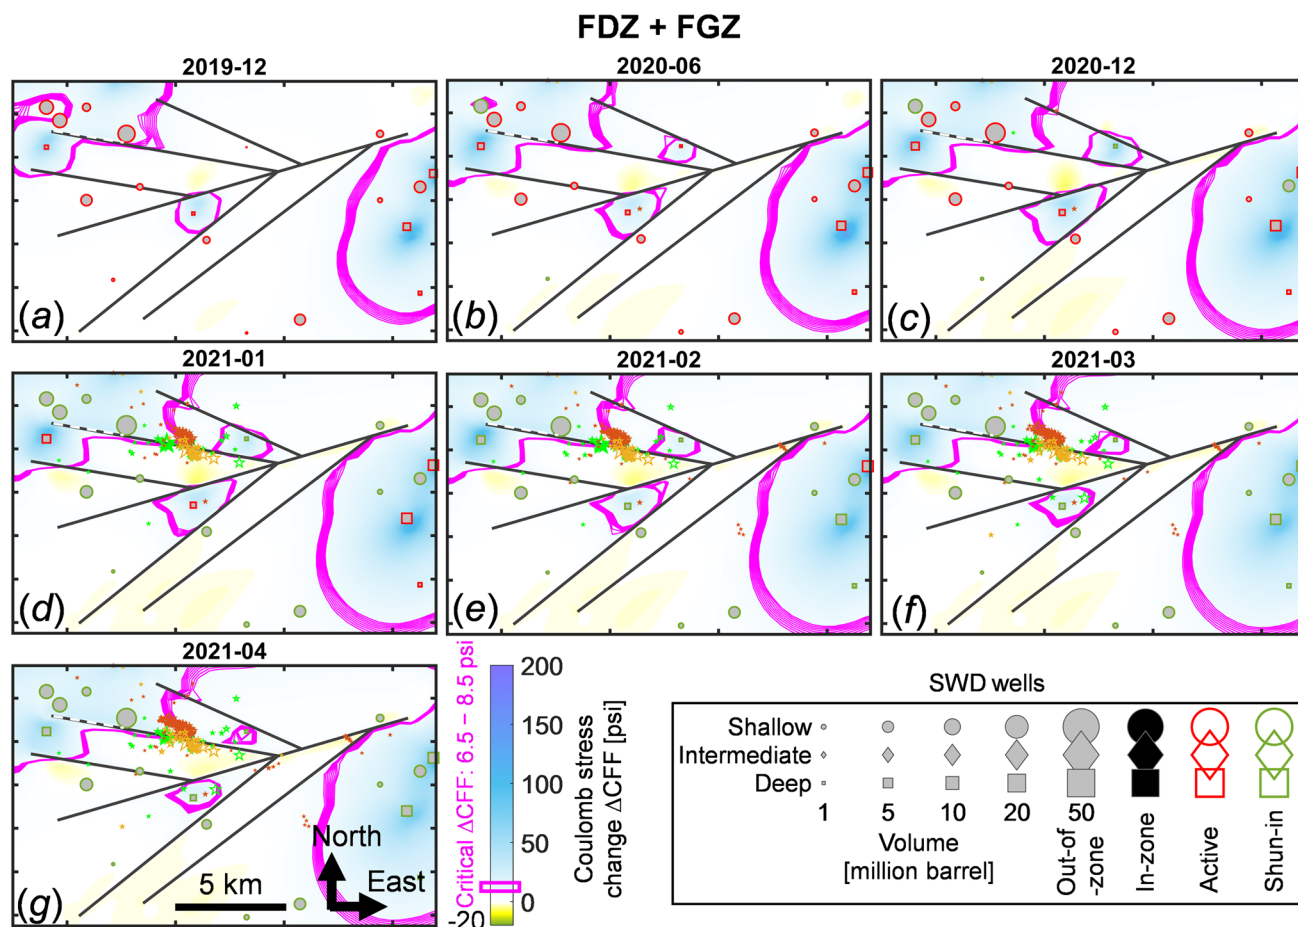 FDZ + FGZ
2019-12
2020-06
2020-12
(a)
(b)
(c)
2021-01
2021-02
2021-03
(d)
(e)
(f)
2021-04
(g)
5 km
North
East
Critical ΔCFF: 6.5 – 8.5 psi
200
150
100
50
0
-20
Coulomb stress
change ΔCFF [psi]
SWD wells
Shallow
Intermediate
Deep
1 5 10 20 50
Volume
[million barrel]
Out-of
-zone
In-zone
Active
Shun-in